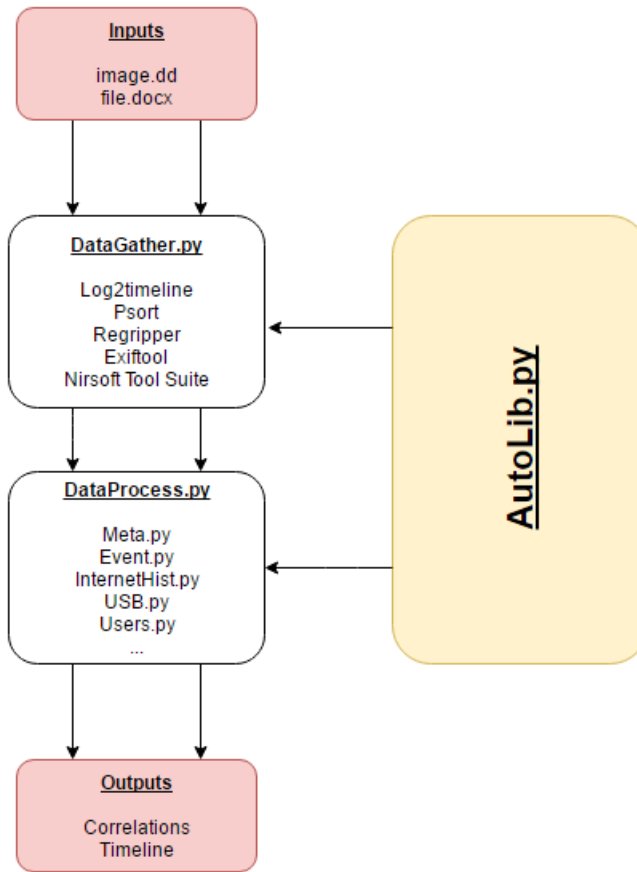 Inputs
image.dd
file.docx
DataGather.py
Log2timeline
Psort
Regripper
Exiftool
Nirsoft Tool Suite
AutoLib.py
DataProcess.py
Meta.py
Event.py
InternetHist.py
USB.py
Users.py
...
Outputs
Correlations
Timeline